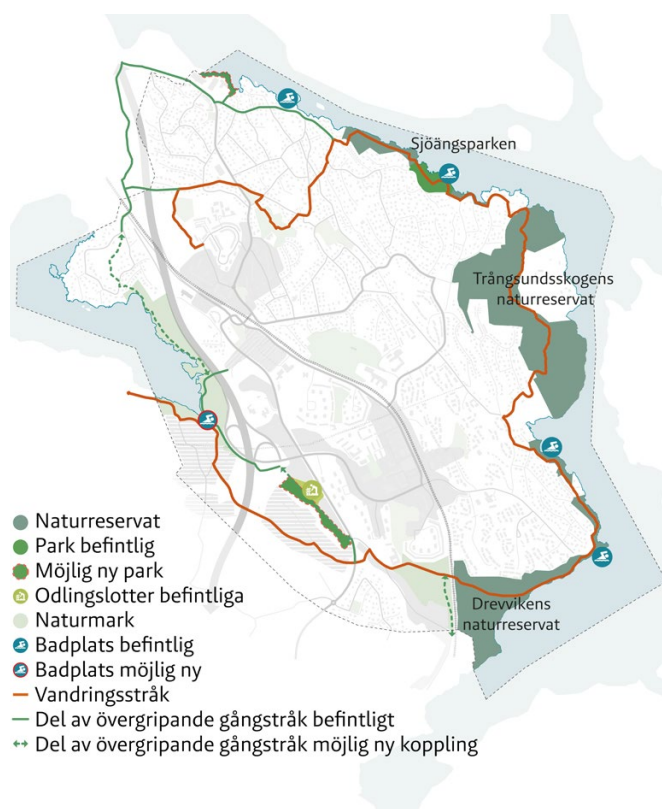 Sjöängsparken
Trångsundsskogens
naturreservat
Drevvikens
naturreservat
Naturreservat
Park befintlig
Möjlig ny park
Odlingslotter befintliga
Naturmark
Badplats befintlig
Badplats möjlig ny
Vandringsstråk
Del av övergripande gångstråk befintligt
Del av övergripande gångstråk möjlig ny koppling